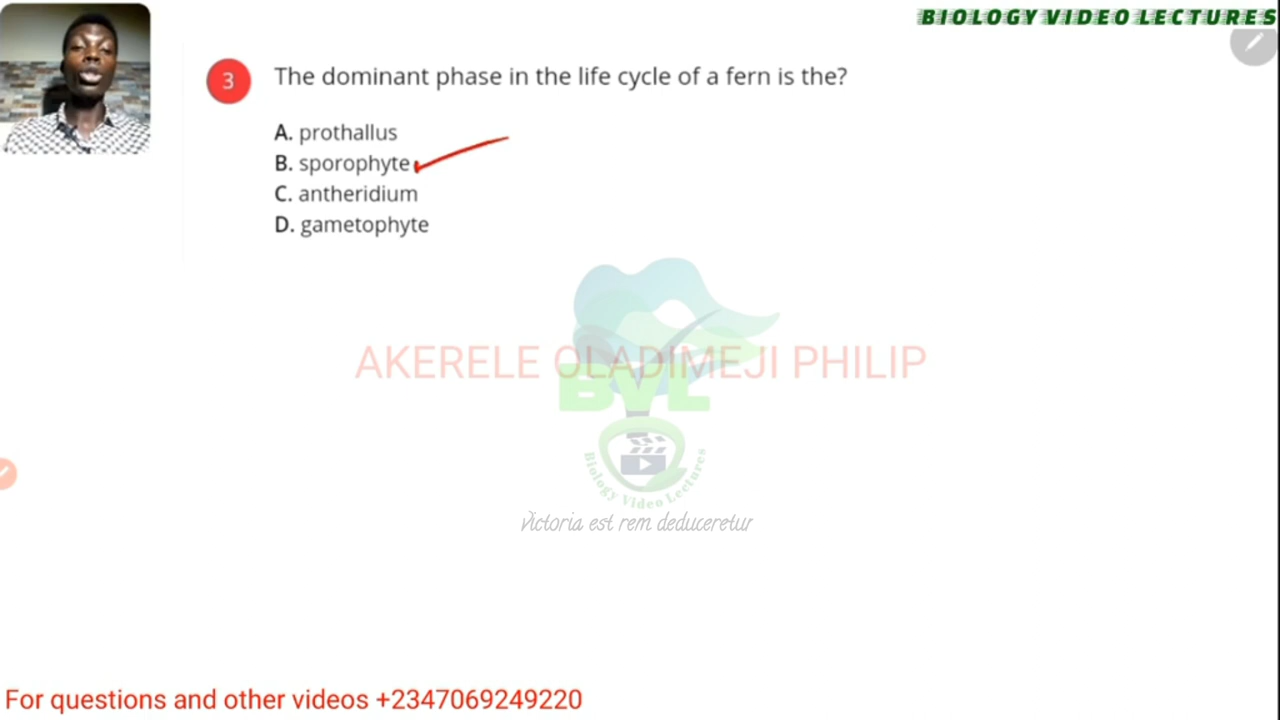 BIOLOGY VIDEO LECTURES
3 The dominant phase in the life cycle of a fern is the?
A. prothallus
B. sporophyte
C. antheridium
D. gametophyte
AKERELE OLADIMEJI PHILIP
BVL
Biology Video Lectures
Victoria est rem deduceretur
For questions and other videos +2347069249220